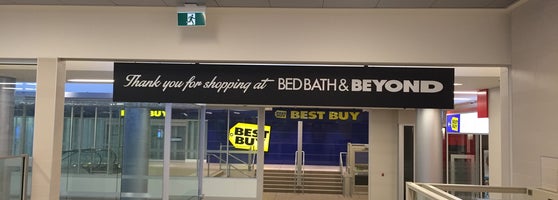 Thank you for shopping at BED BATH & BEYOND
BEST BUY
BEST
BUY